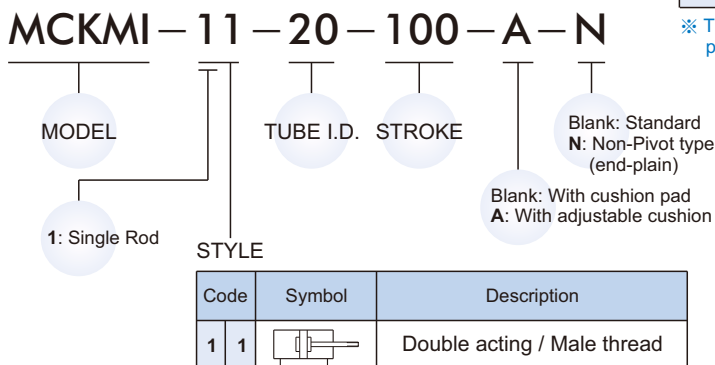 MCKMI – 11 – 20 – 100 – A – N
※ T
p
MODEL
TUBE I.D.
STROKE
Blank: Standard
N: Non-Pivot type
(end-plain)
Blank: With cushion pad
A: With adjustable cushion
1: Single Rod
STYLE
Code Symbol Description
1 1 Double acting / Male thread